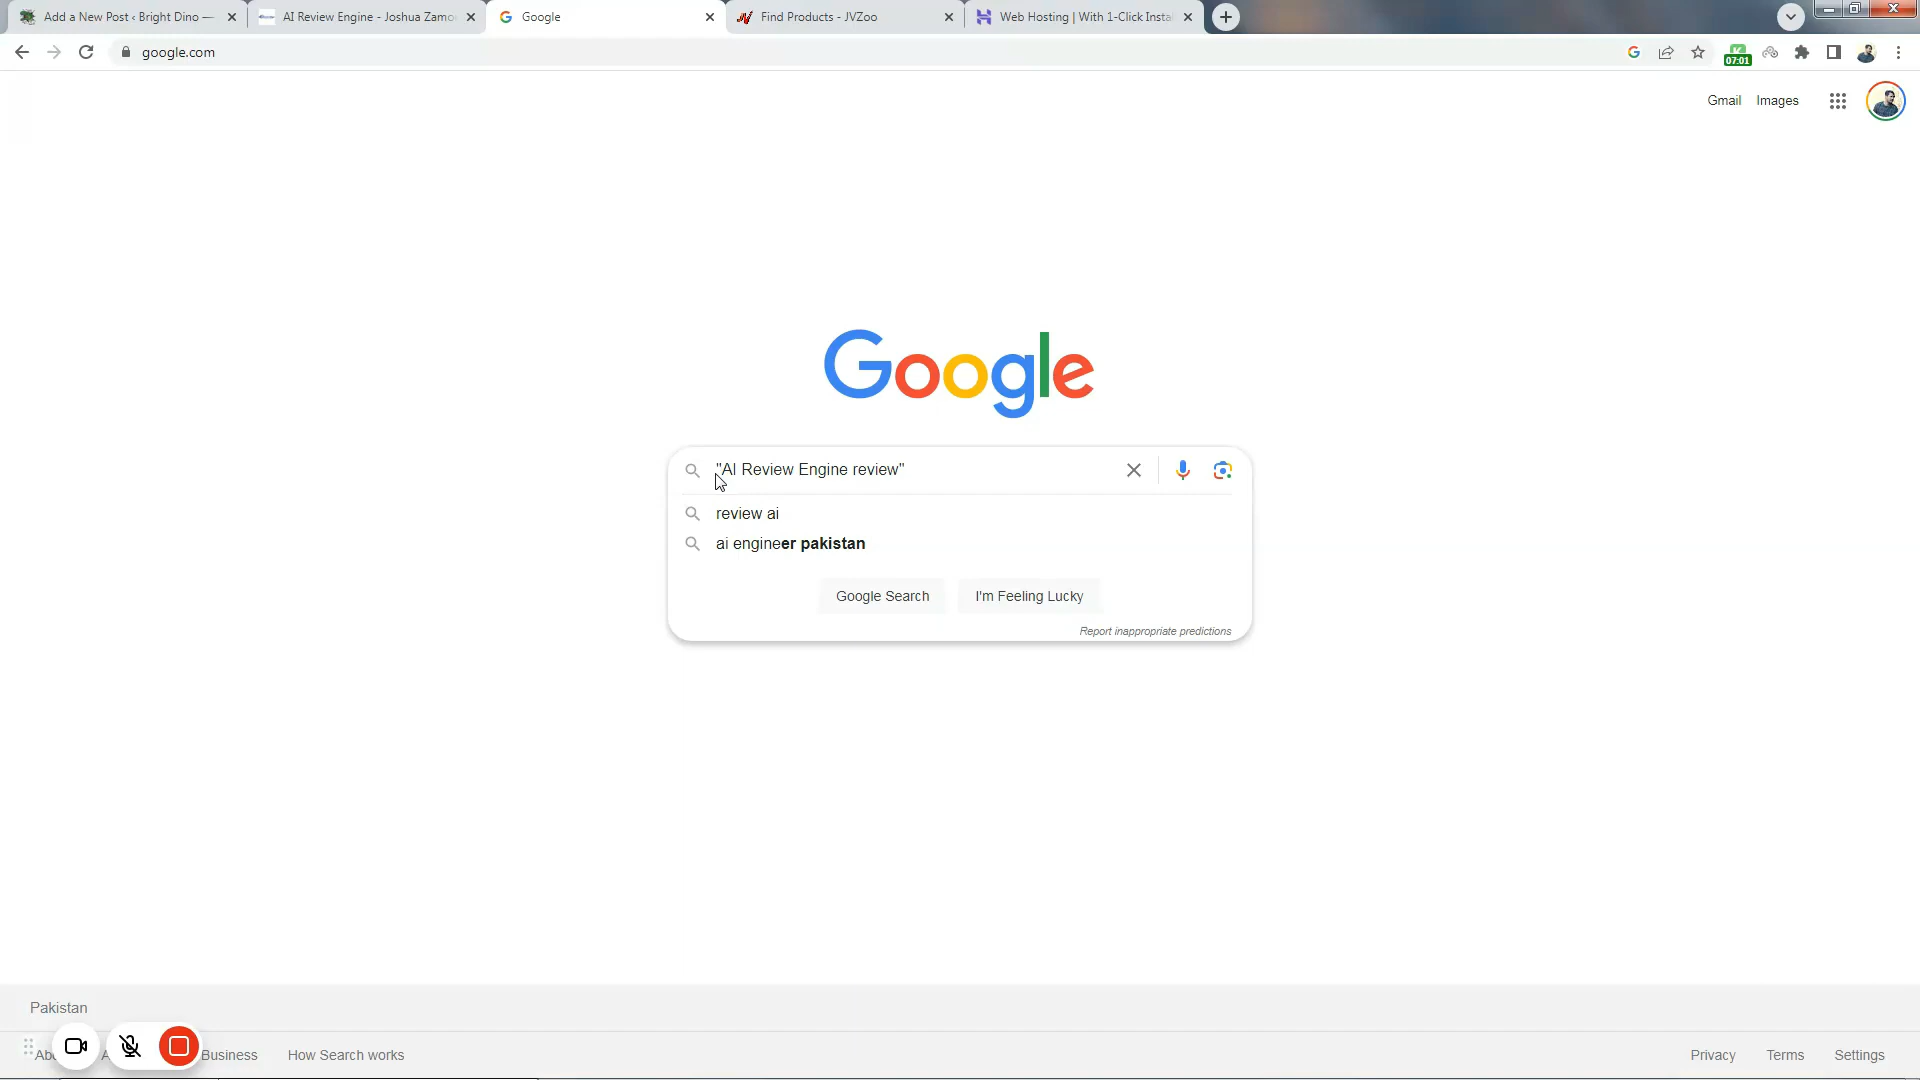 Add a New Post ‹ Bright Dino —
AI Review Engine - Joshua Zamo
Google
Find Products - JVZoo
Web Hosting | With 1-Click Insta
google.com
07:01
Gmail
Images
Google
"AI Review Engine review"
review ai
ai engineer pakistan
Google Search
I'm Feeling Lucky
Report inappropriate predictions
Pakistan
Business
How Search works
Privacy
Terms
Settings